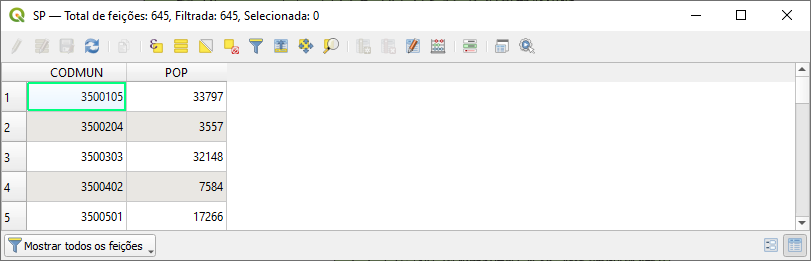 SP — Total de feições: 645, Filtrada: 645, Selecionada: 0
CODMUN POP
1 3500105 33797
2 3500204 3557
3 3500303 32148
4 3500402 7584
5 3500501 17266
Mostrar todos os feições